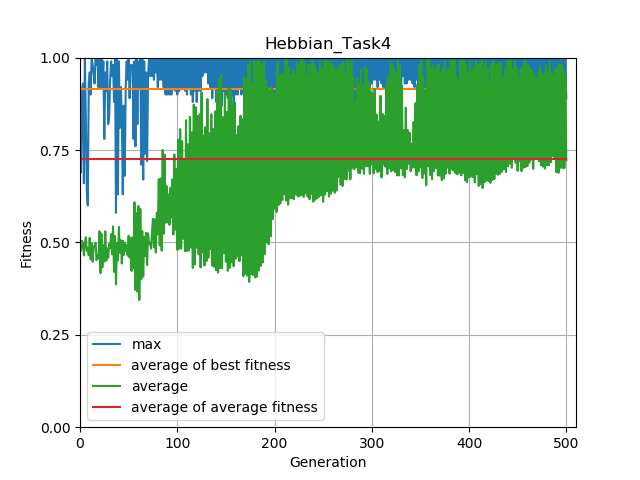 Hebbian_Task4
1.00
0.75
0.50
0.25
0.00
Fitness
max
average of best fitness
average
average of average fitness
0 100 200 300 400 500
Generation